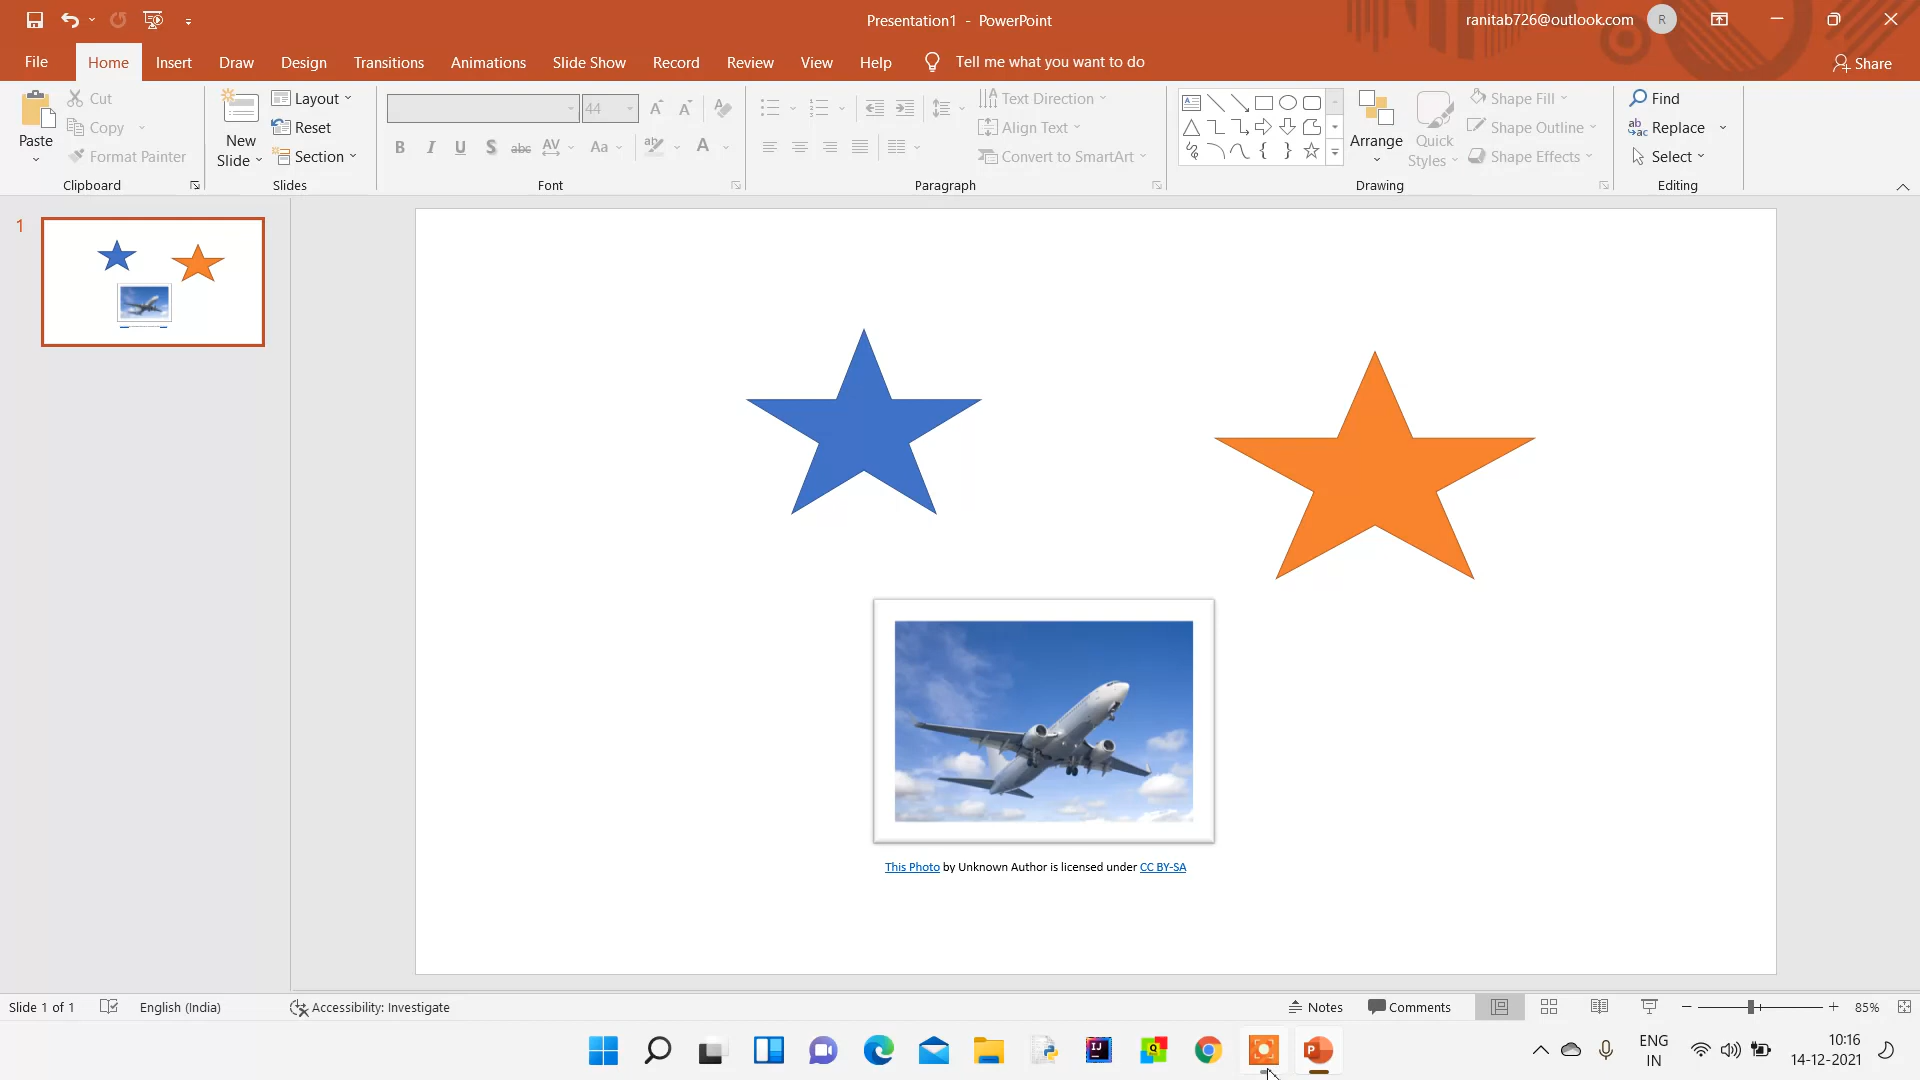 Presentation1 - PowerPoint
ranitab726@outlook.com R
File Home Insert Draw Design Transitions Animations Slide Show Record Review View Help Tell me what you want to do Share
Paste
Cut
Copy
Format Painter
Clipboard
New Slide
Layout
Reset
Section
Slides
44
B I U S abc AV Aa A
Font
Text Direction
Align Text
Convert to SmartArt
Paragraph
Arrange
Quick Styles
Shape Fill
Shape Outline
Shape Effects
Drawing
Find
Replace
Select
Editing
1
This Photo by Unknown Author is licensed under CC BY-SA
Slide 1 of 1 English (India) Accessibility: Investigate Notes Comments 85%
ENG
IN
10:16
14-12-2021